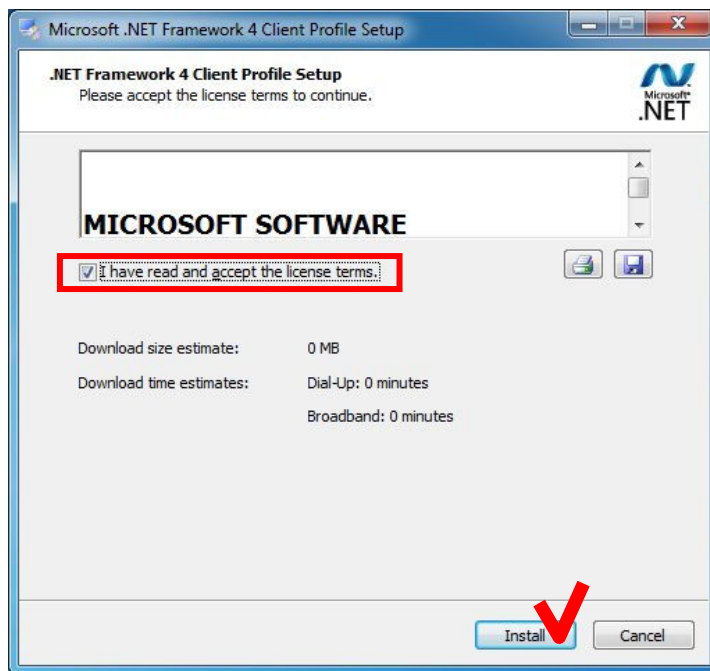 Microsoft .NET Framework 4 Client Profile Setup
.NET Framework 4 Client Profile Setup
Please accept the license terms to continue.
Microsoft
.NET
MICROSOFT SOFTWARE
I have read and accept the license terms.
Download size estimate: 0 MB
Download time estimates: Dial-Up: 0 minutes
Broadband: 0 minutes
Install Cancel